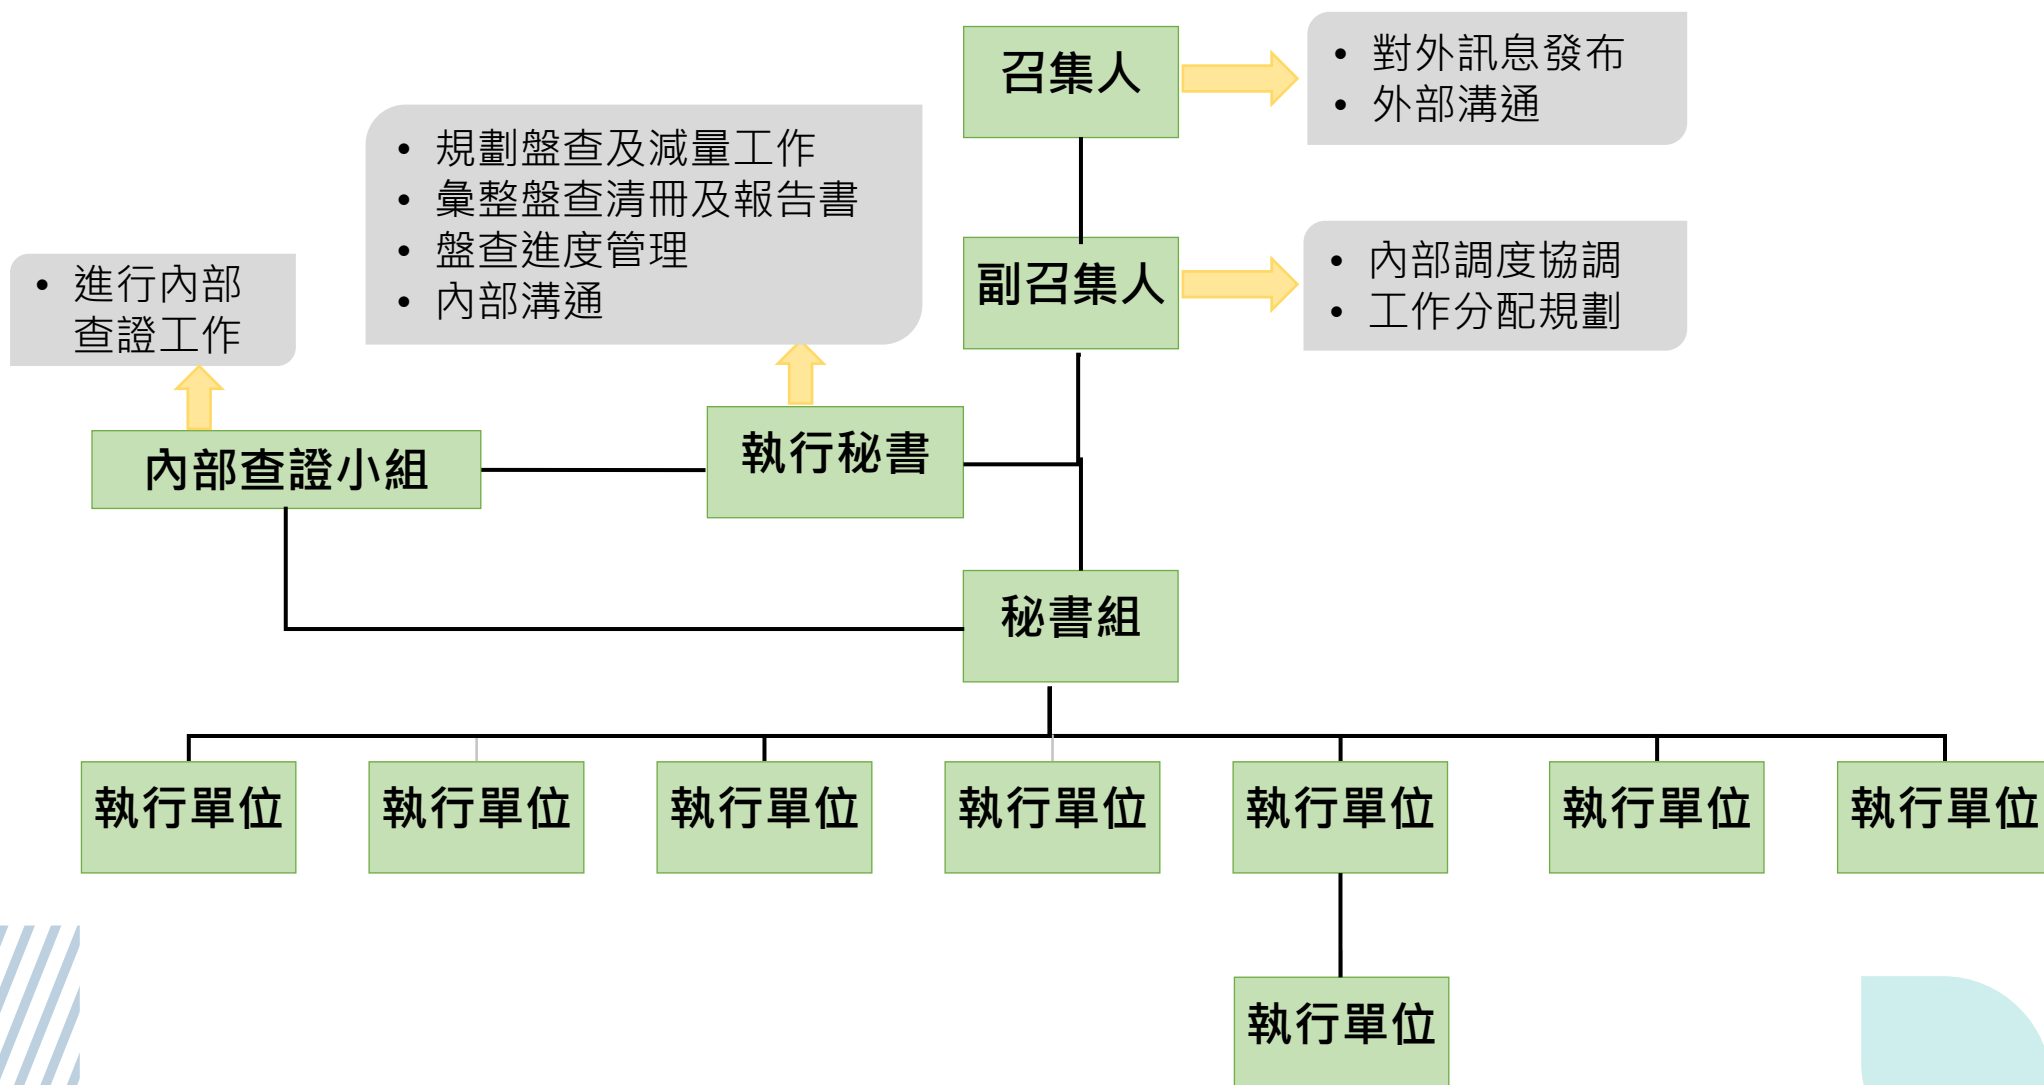 召集人
• 對外訊息發布
• 外部溝通
• 規劃盤查及減量工作
• 彙整盤查清冊及報告書
• 盤查進度管理
• 內部溝通
副召集人
• 內部調度協調
• 工作分配規劃
• 進行內部
查證工作
內部查證小組
執行秘書
秘書組
執行單位
執行單位
執行單位
執行單位
執行單位
執行單位
執行單位
執行單位